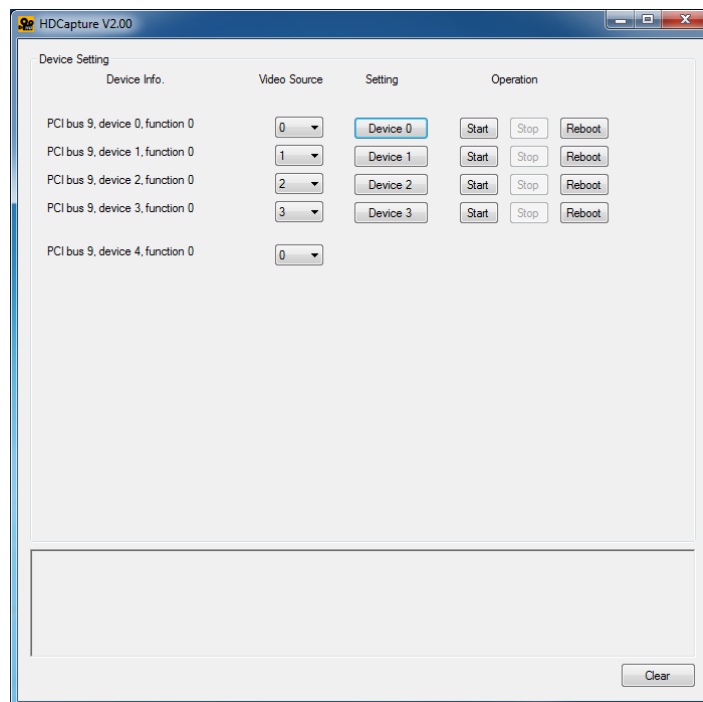 HDCapture V2.00
Device Setting
Device Info. Video Source Setting Operation
PCI bus 9, device 0, function 0 0 Device 0 Start Stop Reboot
PCI bus 9, device 1, function 0 1 Device 1 Start Stop Reboot
PCI bus 9, device 2, function 0 2 Device 2 Start Stop Reboot
PCI bus 9, device 3, function 0 3 Device 3 Start Stop Reboot
PCI bus 9, device 4, function 0 0
Clear